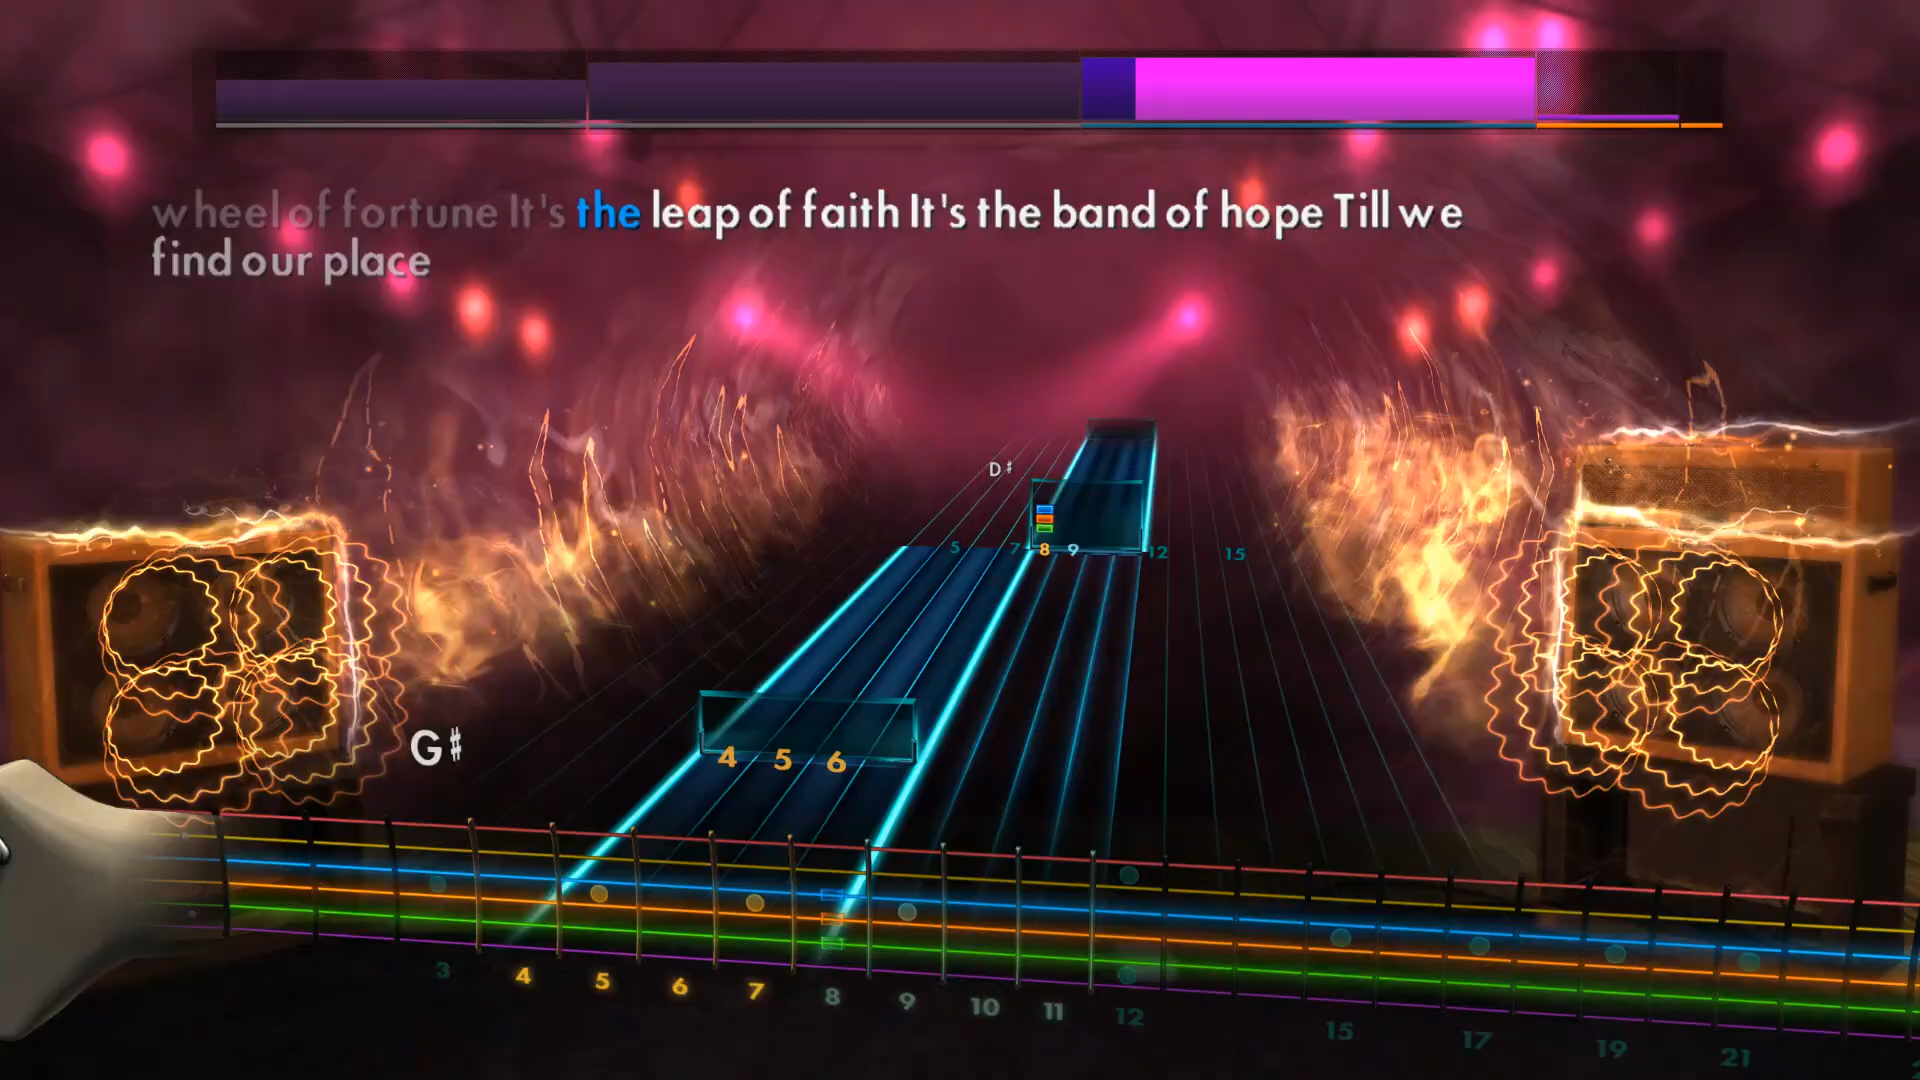 wheel of fortune It's the leap of faith It's the band of hope Till we
find our place
D♯
5 7 8 9 12 15
G♯
4 5 6
3 4 5 6 7 8 9 10 11 12 15 17 19 21